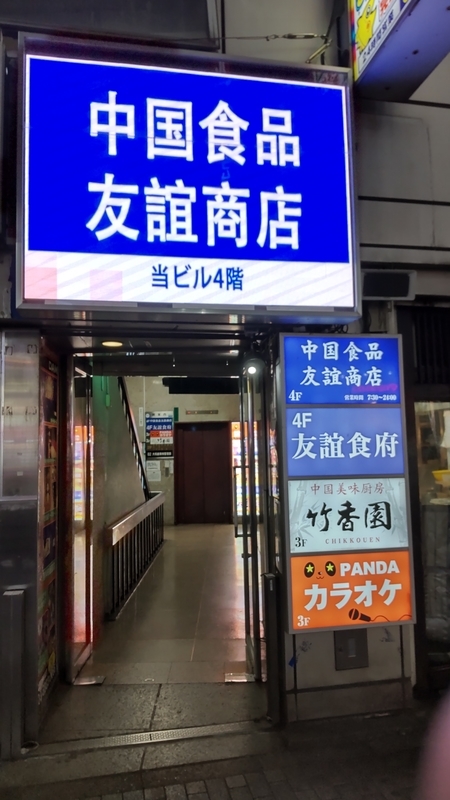 中国食品
友誼商店
当ビル4階
中国食品
友誼商店
4F 営業時間 7:30~24:00
4F
友誼食府
中国美味厨房
竹香園
3F CHIKKOUEN
PANDA
カラオケ
3F